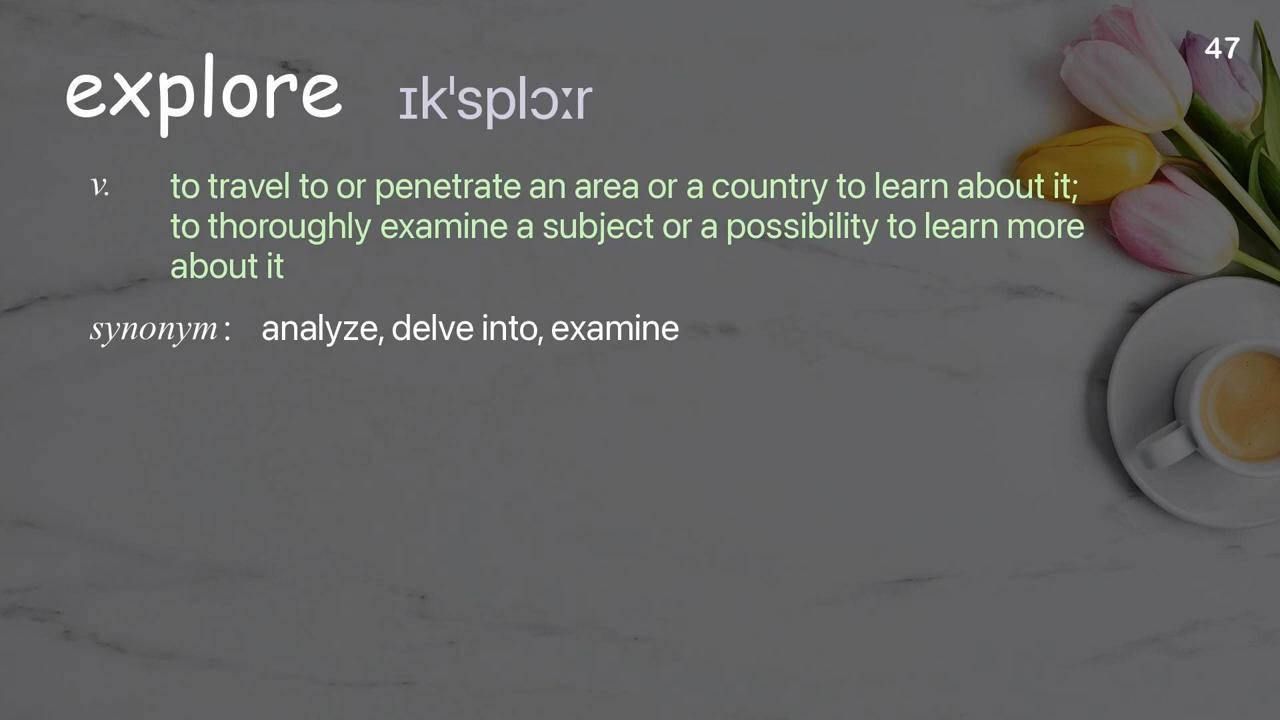 47
explore ɪkˈsplɔːr
v. to travel to or penetrate an area or a country to learn about it;
to thoroughly examine a subject or a possibility to learn more
about it
synonym: analyze, delve into, examine